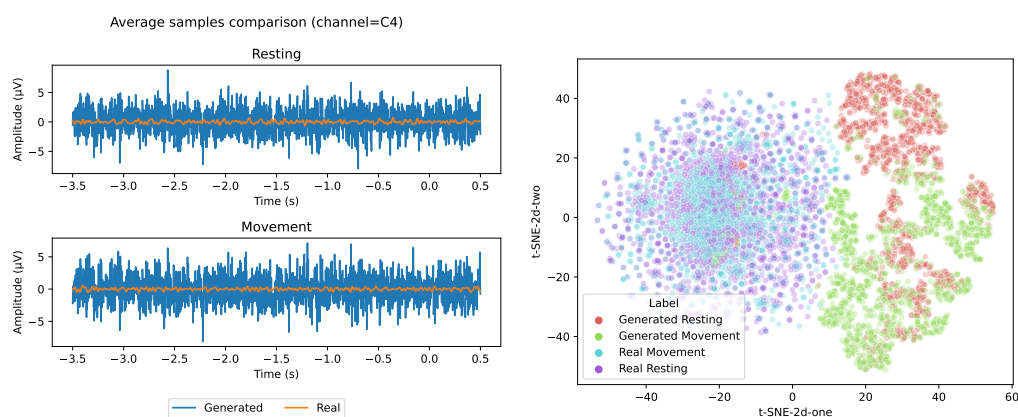 Average samples comparison (channel=C4)
Resting
Amplitude (µV)
5
0
−5
−3.5 −3.0 −2.5 −2.0 −1.5 −1.0 −0.5 0.0 0.5
Time (s)
Movement
Amplitude (µV)
5
0
−5
−3.5 −3.0 −2.5 −2.0 −1.5 −1.0 −0.5 0.0 0.5
Time (s)
Generated Real
t-SNE-2d-two
40
20
0
−20
−40
Label
Generated Resting
Generated Movement
Real Movement
Real Resting
−40 −20 0 20 40 60
t-SNE-2d-one